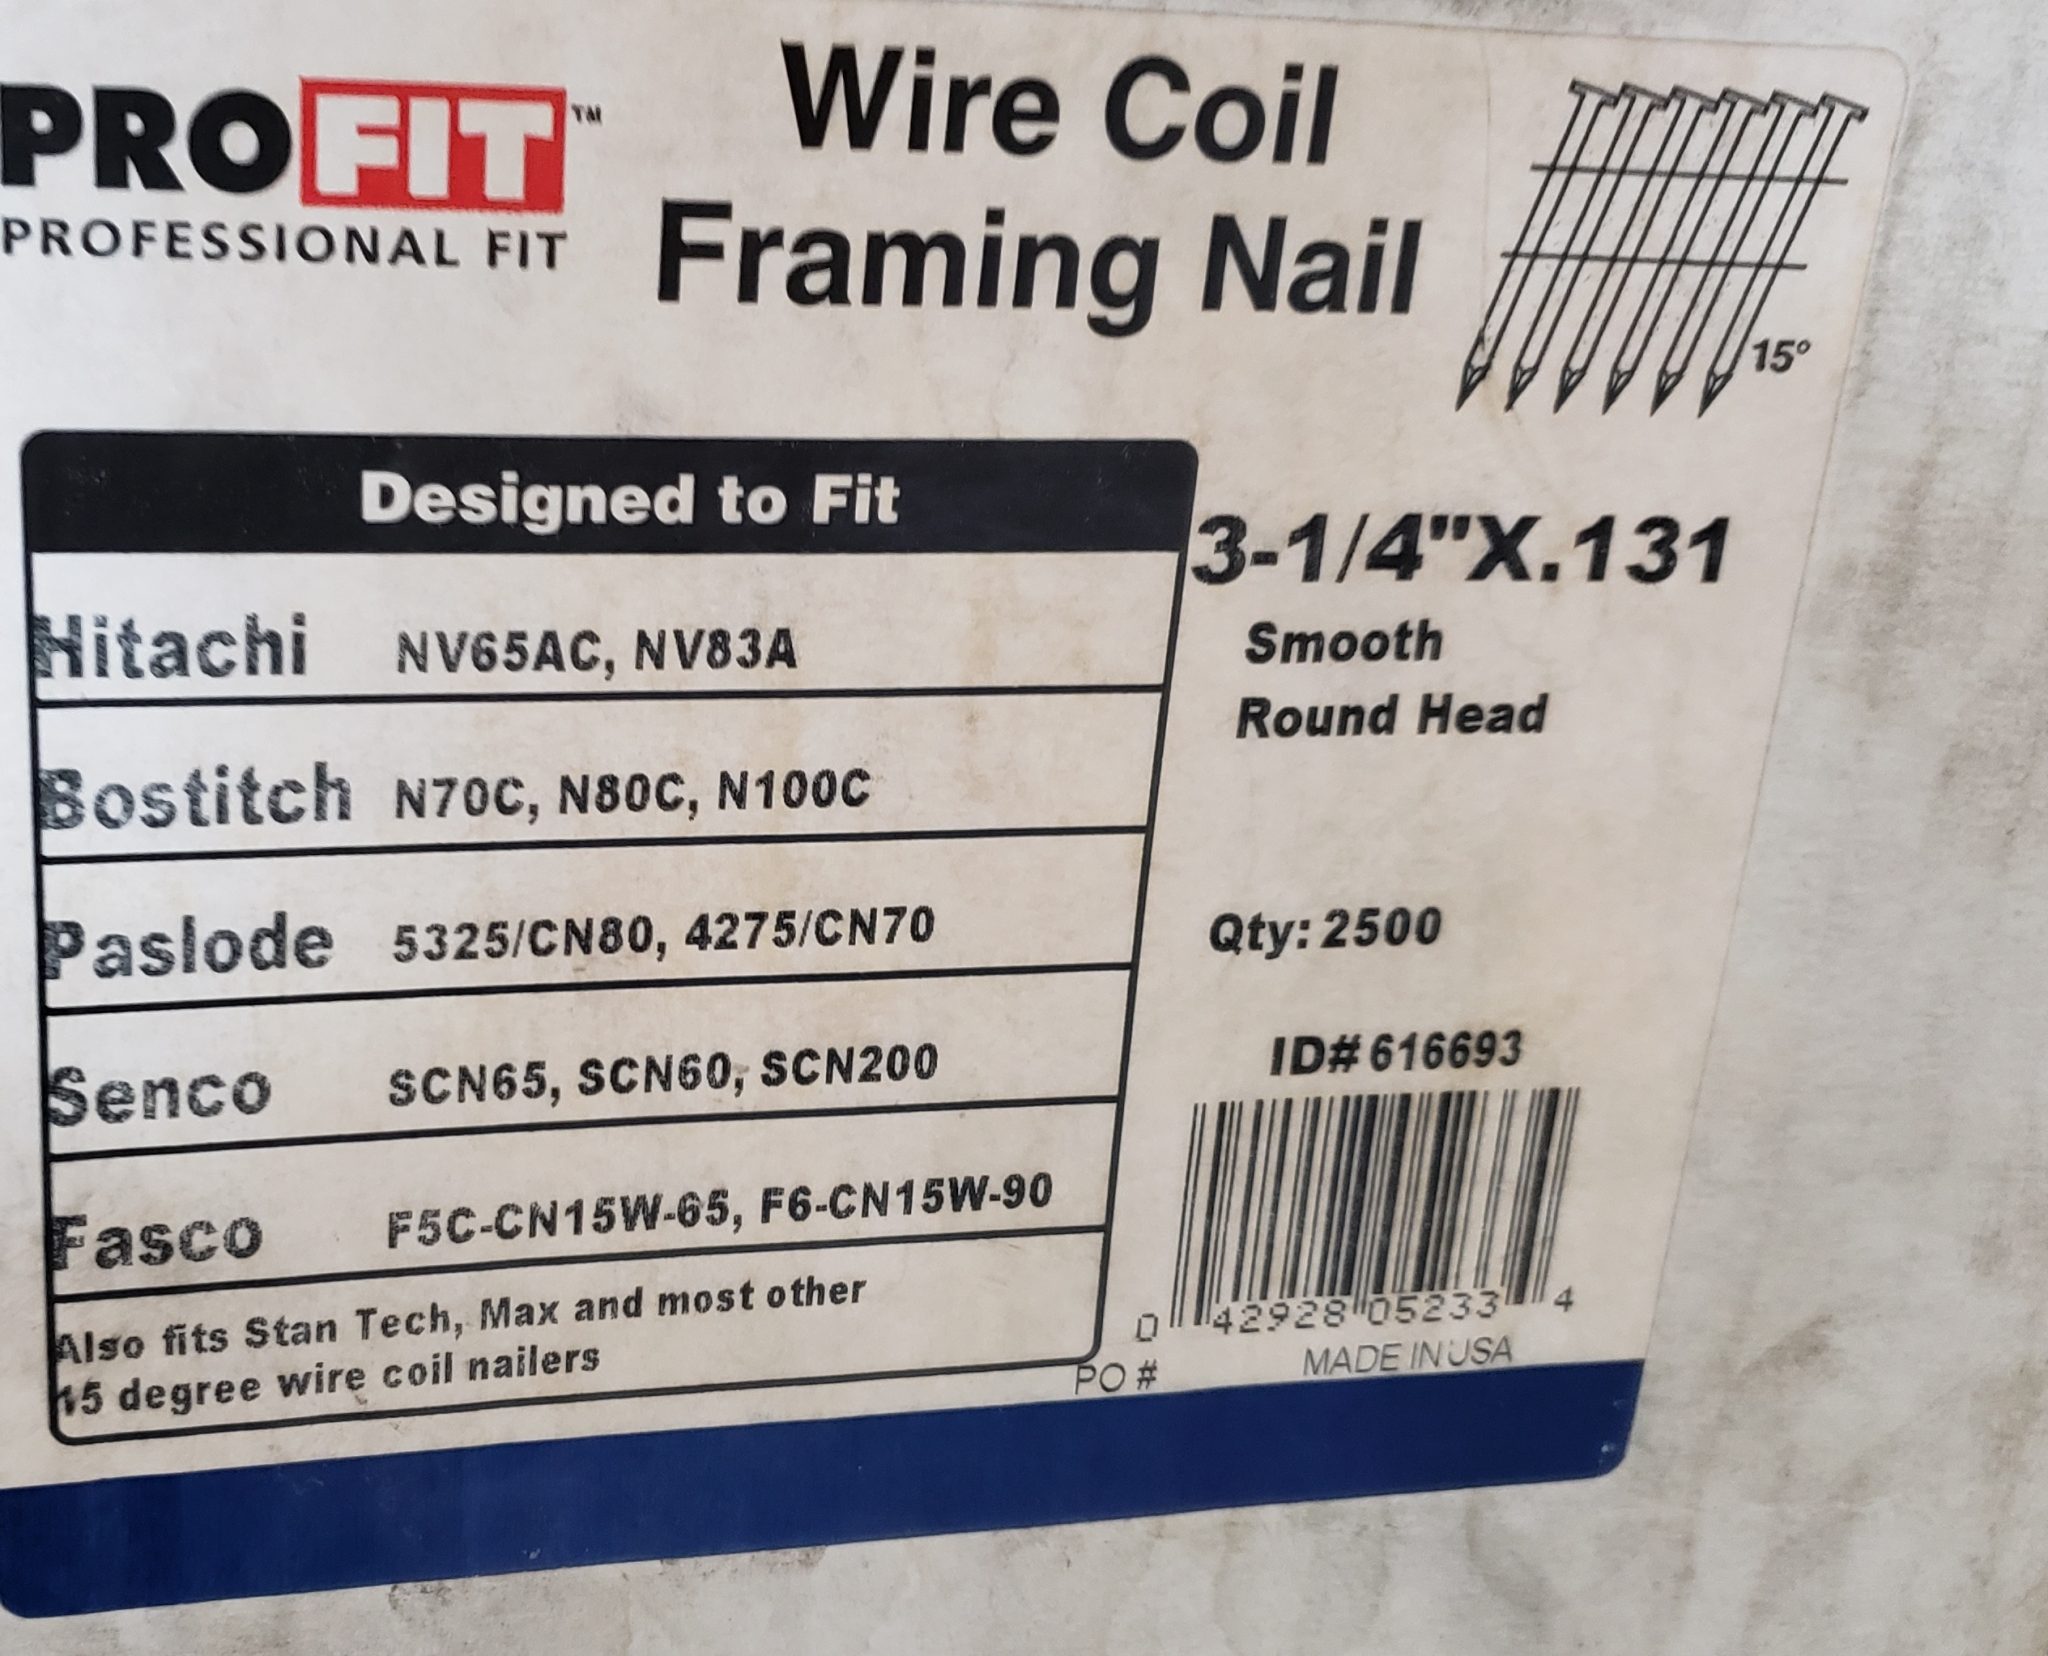 PROFIT™
PROFESSIONAL FIT
Wire Coil
Framing Nail
15°
Designed to Fit
Hitachi NV65AC, NV83A
Bostitch N70C, N80C, N100C
Paslode 5325/CN80, 4275/CN70
Senco SCN65, SCN60, SCN200
Fasco F5C-CN15W-65, F6-CN15W-90
Also fits Stan Tech, Max and most other
15 degree wire coil nailers
3-1/4"X.131
Smooth
Round Head
Qty: 2500
ID# 616693
0 42928 05233 4
PO #
MADE IN USA